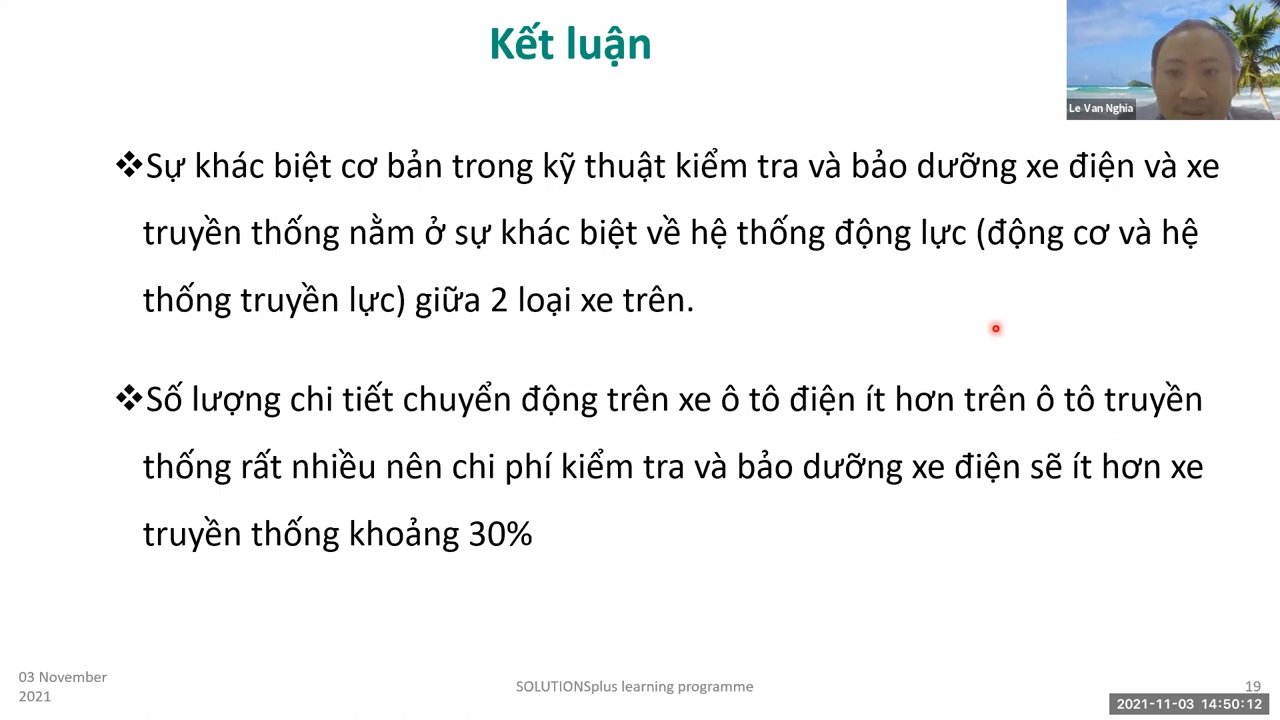 Kết luận
Le Van Nghia
❖Sự khác biệt cơ bản trong kỹ thuật kiểm tra và bảo dưỡng xe điện và xe
truyền thống nằm ở sự khác biệt về hệ thống động lực (động cơ và hệ
thống truyền lực) giữa 2 loại xe trên.
❖Số lượng chi tiết chuyển động trên xe ô tô điện ít hơn trên ô tô truyền
thống rất nhiều nên chi phí kiểm tra và bảo dưỡng xe điện sẽ ít hơn xe
truyền thống khoảng 30%
03 November
2021
SOLUTIONSplus learning programme
19
2021-11-03 14:50:12